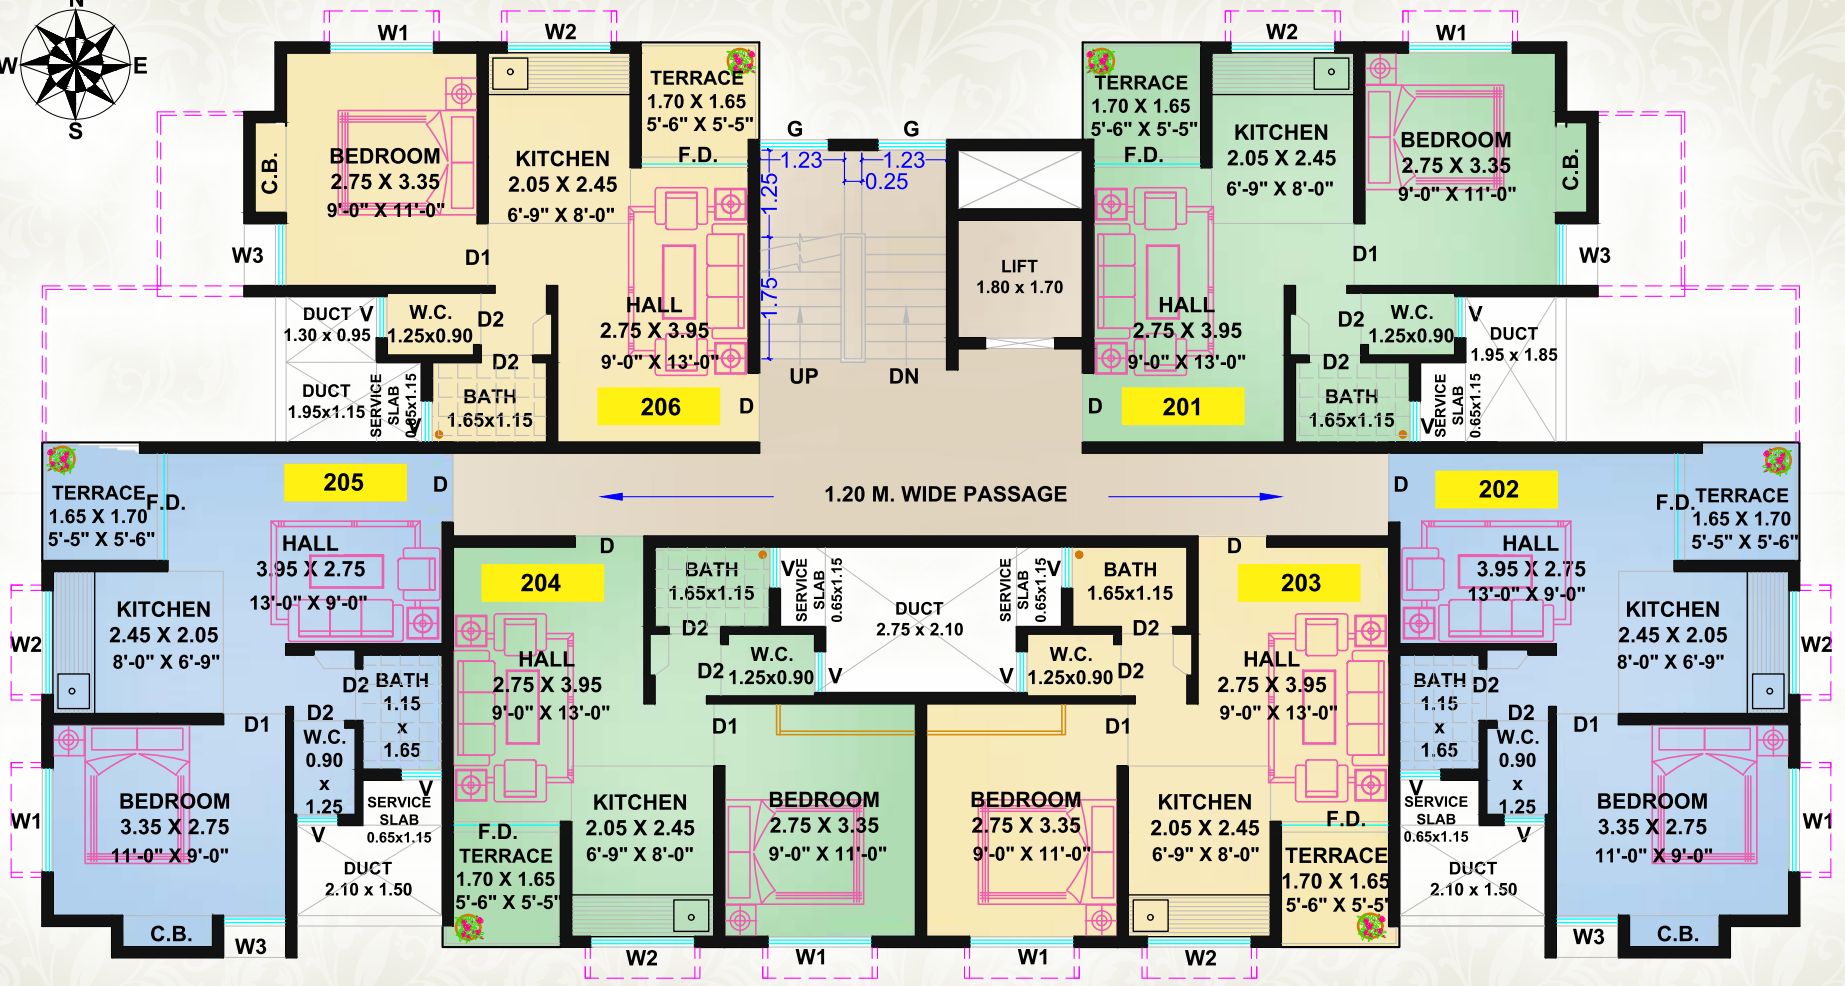 N
W
E
S
W1
W2
BEDROOM
2.75 X 3.35
9'-0" X 11'-0"
C.B.
W3
D1
KITCHEN
2.05 X 2.45
6'-9" X 8'-0"
TERRACE
1.70 X 1.65
5'-6" X 5'-5"
F.D.
HALL
2.75 X 3.95
9'-0" X 13'-0"
206
D
DUCT
1.30 x 0.95
V
W.C.
1.25x0.90
D2
D2
DUCT
1.95x1.15
SERVICE
SLAB
0.65x1.15
V
BATH
1.65x1.15
G
G
1.23
1.23
0.25
1.25
1.75
UP
DN
LIFT
1.80 x 1.70
W2
W1
TERRACE
1.70 X 1.65
5'-6" X 5'-5"
F.D.
KITCHEN
2.05 X 2.45
6'-9" X 8'-0"
BEDROOM
2.75 X 3.35
9'-0" X 11'-0"
C.B.
W3
D1
HALL
2.75 X 3.95
9'-0" X 13'-0"
201
D
D2
W.C.
1.25x0.90
V
DUCT
1.95 x 1.85
D2
BATH
1.65x1.15
V
SERVICE
SLAB
0.65x1.15
1.20 M. WIDE PASSAGE
205
D
TERRACE
1.65 X 1.70
5'-5" X 5'-6"
F.D.
HALL
3.95 X 2.75
13'-0" X 9'-0"
W2
KITCHEN
2.45 X 2.05
8'-0" X 6'-9"
D2
BATH
1.15
x
1.65
D1
D2
W.C.
0.90
x
1.25
W1
BEDROOM
3.35 X 2.75
11'-0" X 9'-0"
V
SERVICE
SLAB
0.65x1.15
V
DUCT
2.10 x 1.50
C.B.
W3
D
204
BATH
1.65x1.15
V
SERVICE
SLAB
0.65x1.15
D2
HALL
2.75 X 3.95
9'-0" X 13'-0"
D2
W.C.
1.25x0.90
V
D1
F.D.
TERRACE
1.70 X 1.65
5'-6" X 5'-5"
KITCHEN
2.05 X 2.45
6'-9" X 8'-0"
BEDROOM
2.75 X 3.35
9'-0" X 11'-0"
W2
W1
DUCT
2.75 x 2.10
SERVICE
SLAB
0.65x1.15
V
BATH
1.65x1.15
D
203
D2
V
W.C.
1.25x0.90
D2
HALL
2.75 X 3.95
9'-0" X 13'-0"
D1
BEDROOM
2.75 X 3.35
9'-0" X 11'-0"
KITCHEN
2.05 X 2.45
6'-9" X 8'-0"
F.D.
TERRACE
1.70 X 1.65
5'-6" X 5'-5"
W1
W2
D
202
F.D.
TERRACE
1.65 X 1.70
5'-5" X 5'-6"
HALL
3.95 X 2.75
13'-0" X 9'-0"
KITCHEN
2.45 X 2.05
8'-0" X 6'-9"
W2
BATH
1.15
x
1.65
D2
D2
W.C.
0.90
x
1.25
D1
V
SERVICE
SLAB
0.65x1.15
V
DUCT
2.10 x 1.50
BEDROOM
3.35 X 2.75
11'-0" X 9'-0"
W1
W3
C.B.